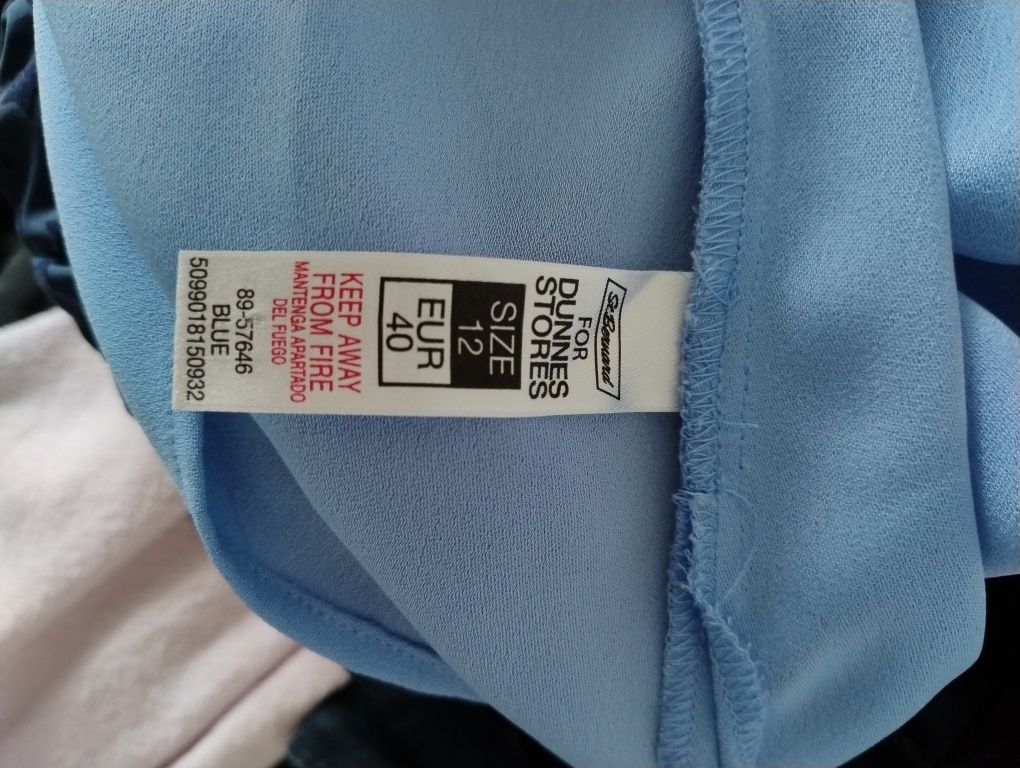 St Bernard
FOR
DUNNES
STORES
SIZE
12
EUR
40
KEEP AWAY
FROM FIRE
MANTENGA APARTADO
DEL FUEGO
89-57646
BLUE
5099018150932